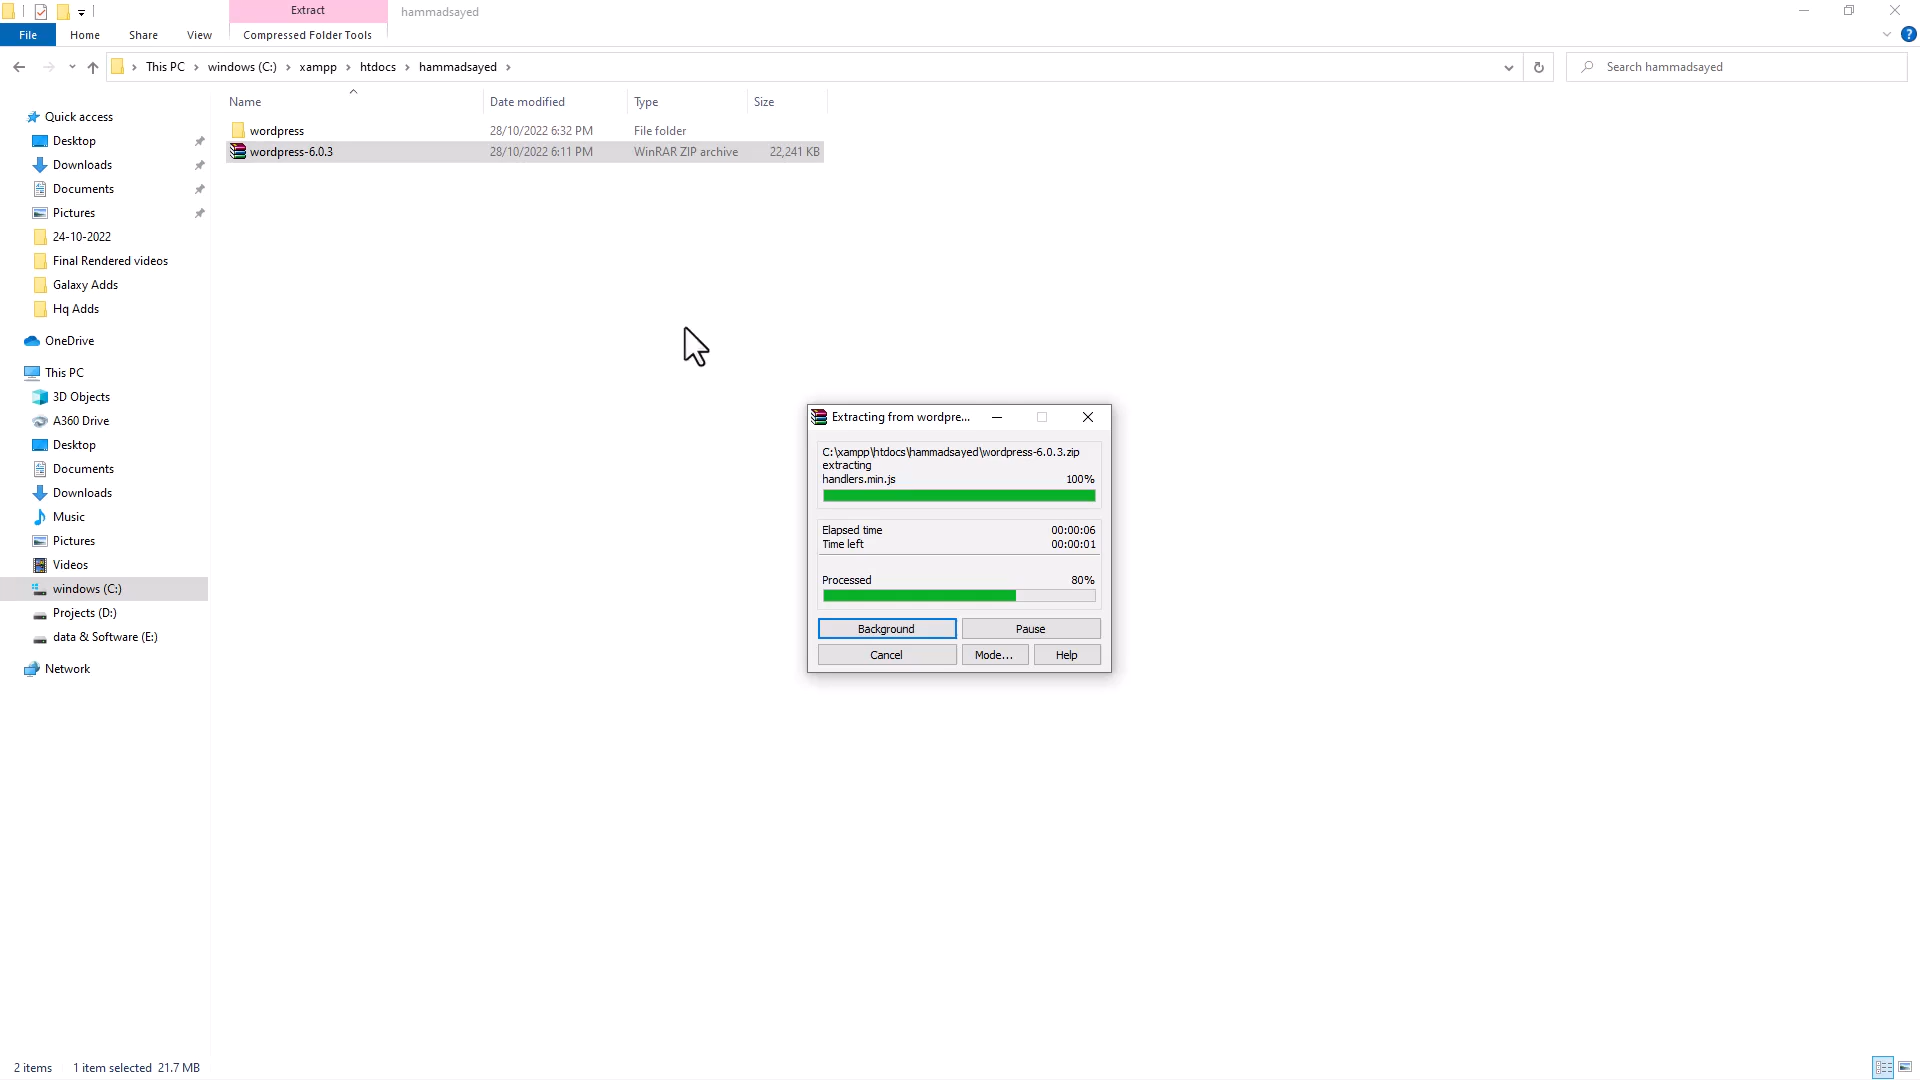 Extract
hammadsayed
File
Home
Share
View
Compressed Folder Tools
This PC
windows (C:)
xampp
htdocs
hammadsayed
Search hammadsayed
Name
Date modified
Type
Size
wordpress
28/10/2022 6:32 PM
File folder
wordpress-6.0.3
28/10/2022 6:11 PM
WinRAR ZIP archive
22,241 KB
Quick access
Desktop
Downloads
Documents
Pictures
24-10-2022
Final Rendered videos
Galaxy Adds
Hq Adds
OneDrive
This PC
3D Objects
A360 Drive
Desktop
Documents
Downloads
Music
Pictures
Videos
windows (C:)
Projects (D:)
data & Software (E:)
Network
Extracting from wordpre...
C:\xampp\htdocs\hammadsayed\wordpress-6.0.3.zip
extracting
handlers.min.js 100%
Elapsed time 00:00:06
Time left 00:00:01
Processed 80%
Background
Pause
Cancel
Mode...
Help
2 items
1 item selected 21.7 MB